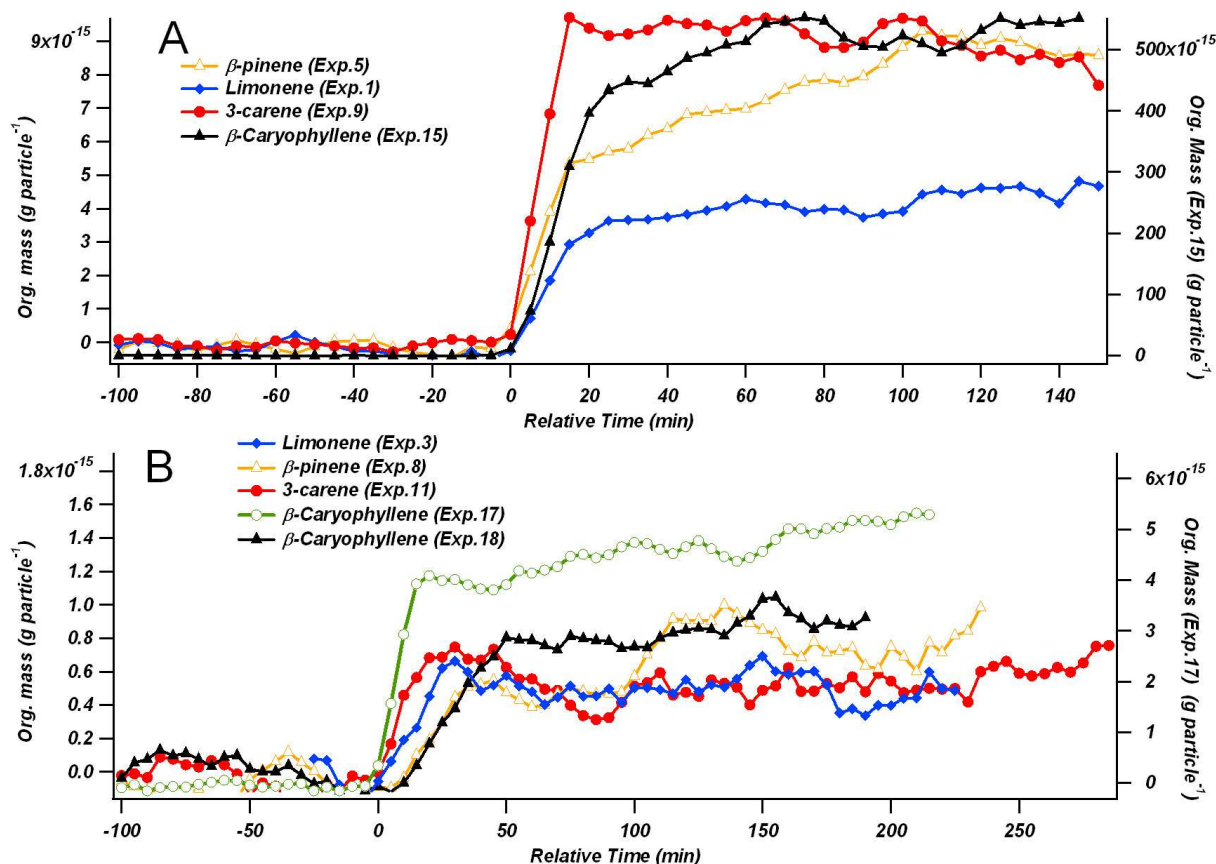 A
9x10-15
8
7
6
5
4
3
2
1
0
Org. mass (g particle-1)
β-pinene (Exp.5)
Limonene (Exp.1)
3-carene (Exp.9)
β-Caryophyllene (Exp.15)
500x10-15
400
300
200
100
0
Org. Mass (Exp.15) (g particle-1)
-100 -80 -60 -40 -20 0 20 40 60 80 100 120 140
Relative Time (min)
B
1.8x10-15
1.6
1.4
1.2
1.0
0.8
0.6
0.4
0.2
0.0
Org. mass (g particle-1)
Limonene (Exp.3)
β-pinene (Exp.8)
3-carene (Exp.11)
β-Caryophyllene (Exp.17)
β-Caryophyllene (Exp.18)
6x10-15
5
4
3
2
1
0
Org. Mass (Exp.17) (g particle-1)
-100 -50 0 50 100 150 200 250
Relative Time (min)